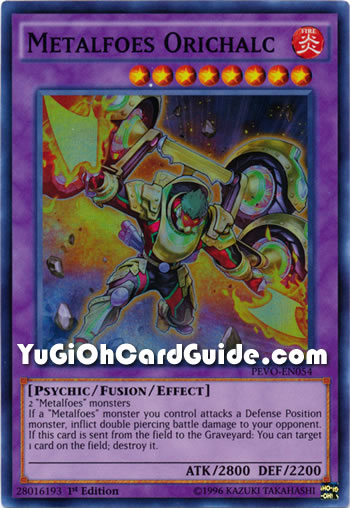 METALFOES ORICHALC
FIRE
炎
YuGiOhCardGuide.com
PEVO-EN054
[PSYCHIC/FUSION/EFFECT]
2 "Metalfoes" monsters
If a "Metalfoes" monster you control attacks a Defense Position
monster, inflict double piercing battle damage to your opponent.
If this card is sent from the field to the Graveyard: You can target
1 card on the field; destroy it.
ATK/2800 DEF/2200
28016193 1st Edition ©1996 KAZUKI TAKAHASHI